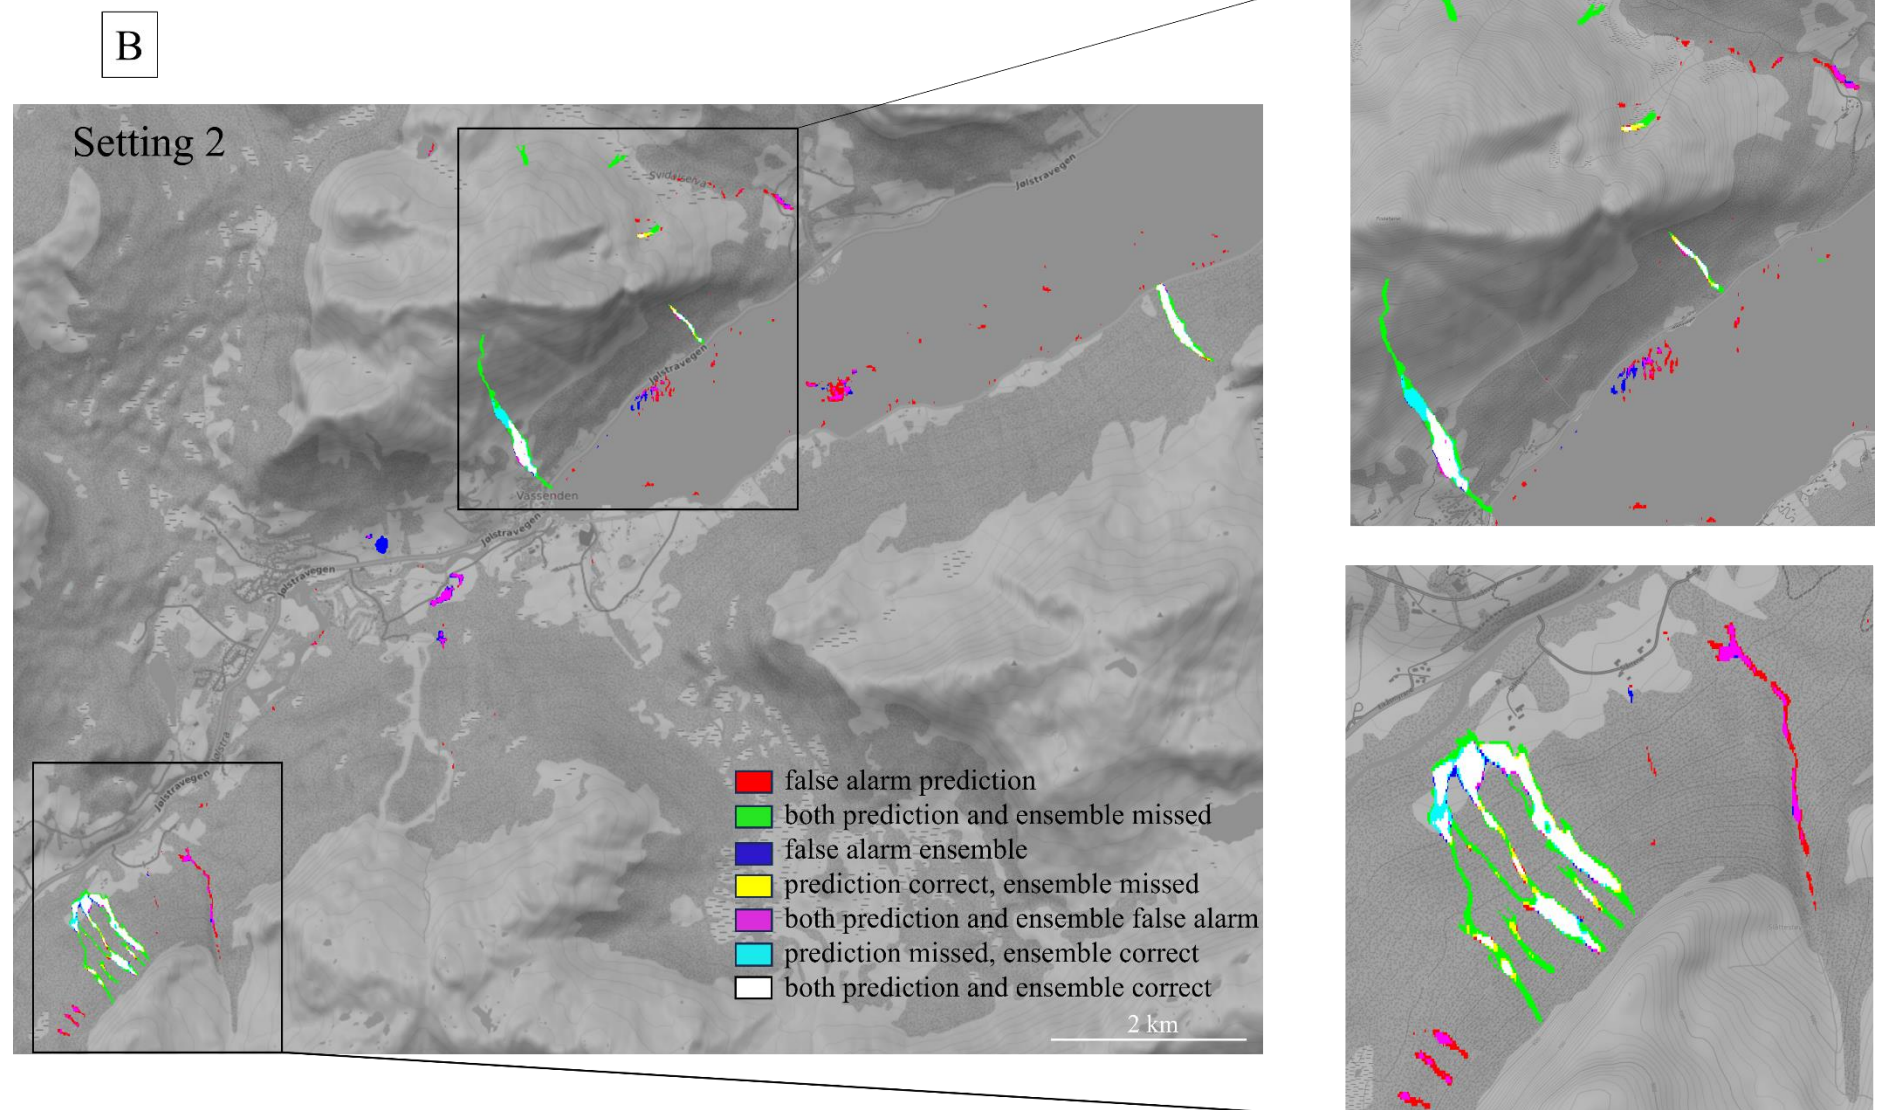 B
Setting 2
Jølstravegen
Svidalselva
Jølstravegen
Vassenden
Jølstravegen
Jølstravegen
Jølstra
Jølstravegen
false alarm prediction
both prediction and ensemble missed
false alarm ensemble
prediction correct, ensemble missed
both prediction and ensemble false alarm
prediction missed, ensemble correct
both prediction and ensemble correct
2 km